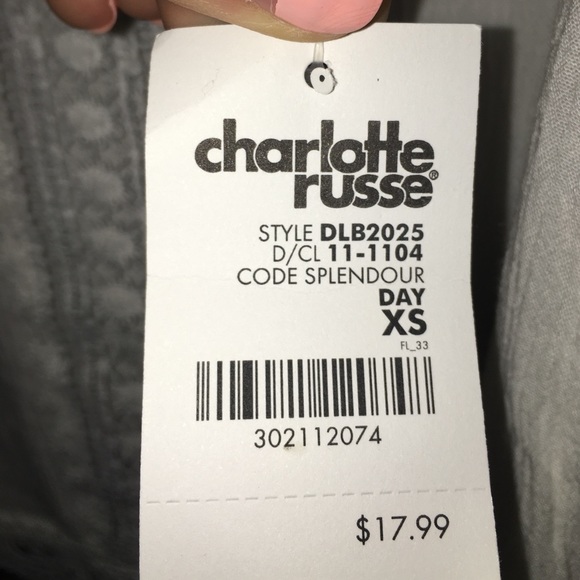 charlotte
russe®
STYLE DLB2025
D/CL 11-1104
CODE SPLENDOUR
DAY
XS
FL_33
302112074
$17.99